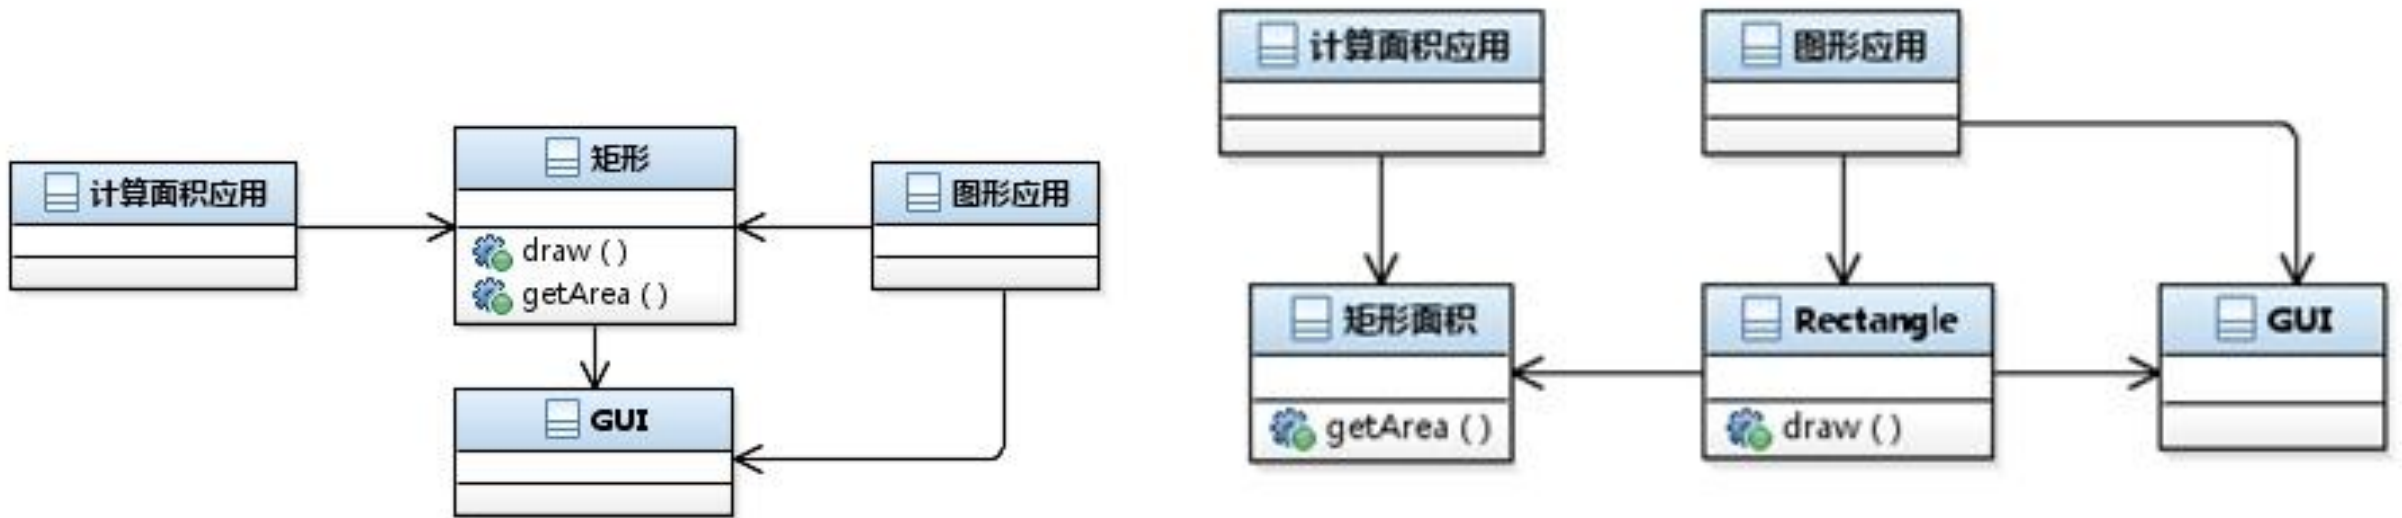 计算面积应用
矩形
draw ( )
getArea ( )
图形应用
GUI
计算面积应用
图形应用
矩形面积
getArea ( )
Rectangle
draw ( )
GUI